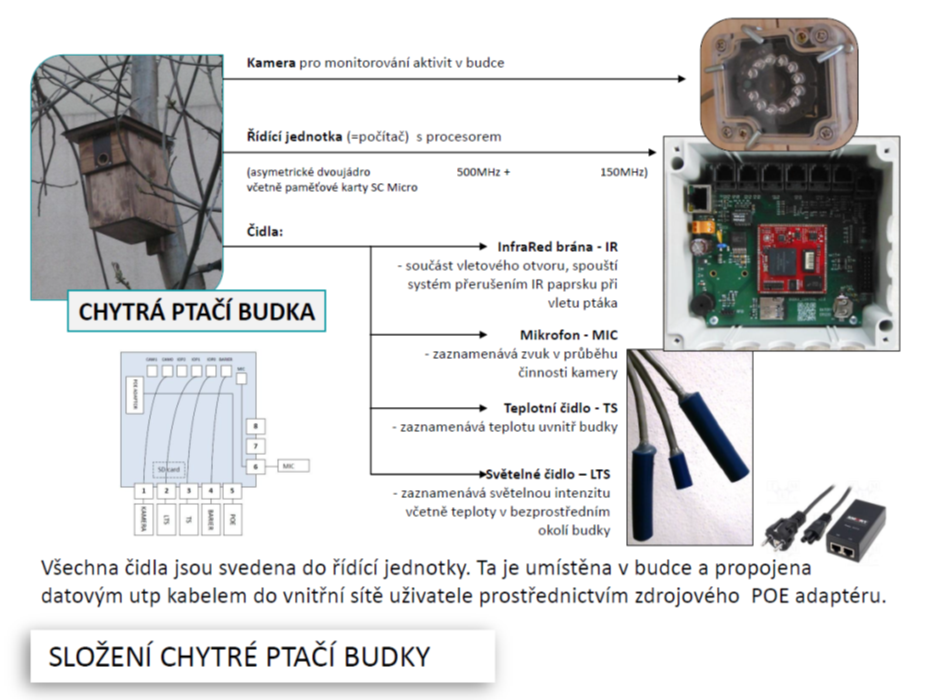 Kamera pro monitorování aktivit v budce
Řídící jednotka (=počítač) s procesorem
(asymetrické dvoujádro 500MHz + 150MHz)
včetně paměťové karty SC Micro
Čidla:
InfraRed brána - IR
- součást vletového otvoru, spouští
systém přerušením IR paprsku při
vletu ptáka
CHYTRÁ PTAČÍ BUDKA
Mikrofon - MIC
- zaznamenává zvuk v průběhu
činnosti kamery
Teplotní čidlo - TS
- zaznamenává teplotu uvnitř budky
Světelné čidlo – LTS
- zaznamenává světelnou intenzitu
včetně teploty v bezprostředním
okolí budky
MIC
POE ADAPTOR
8
7
6
MIC
SD card
1 2 3 4 5
KAMERA LTS TS BARIER POE
Všechna čidla jsou svedena do řídící jednotky. Ta je umístěna v budce a propojena
datovým utp kabelem do vnitřní sítě uživatele prostřednictvím zdrojového POE adaptéru.
SLOŽENÍ CHYTRÉ PTAČÍ BUDKY